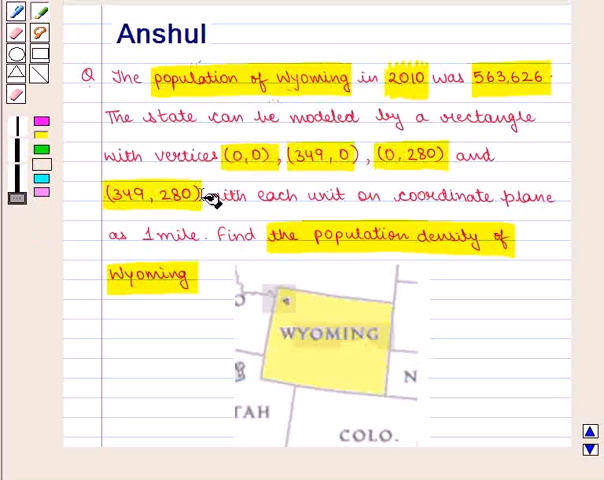 Anshul
Q The population of Wyoming in 2010 was 563,626.
The state can be modeled by a rectangle
with vertices (0,0), (349,0), (0,280) and
(349,280) with each unit on coordinate plane
as 1 mile. Find the population density of
Wyoming
WYOMING
N
TAH
COLO.